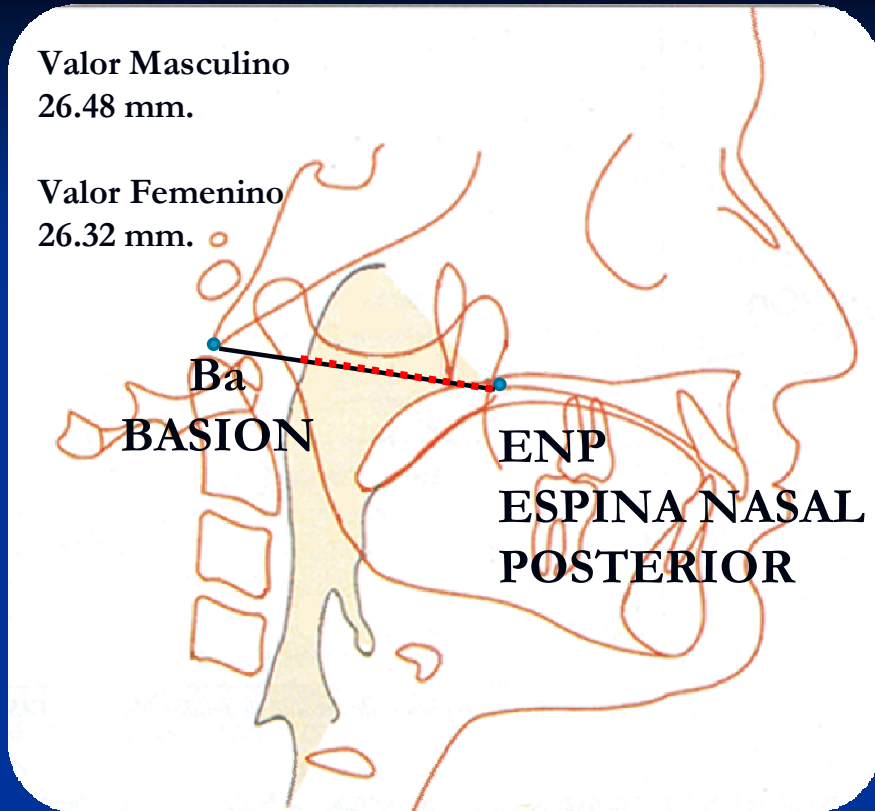 Valor Masculino
26.48 mm.
Valor Femenino
26.32 mm.
Ba
BASION
ENP
ESPINA NASAL
POSTERIOR